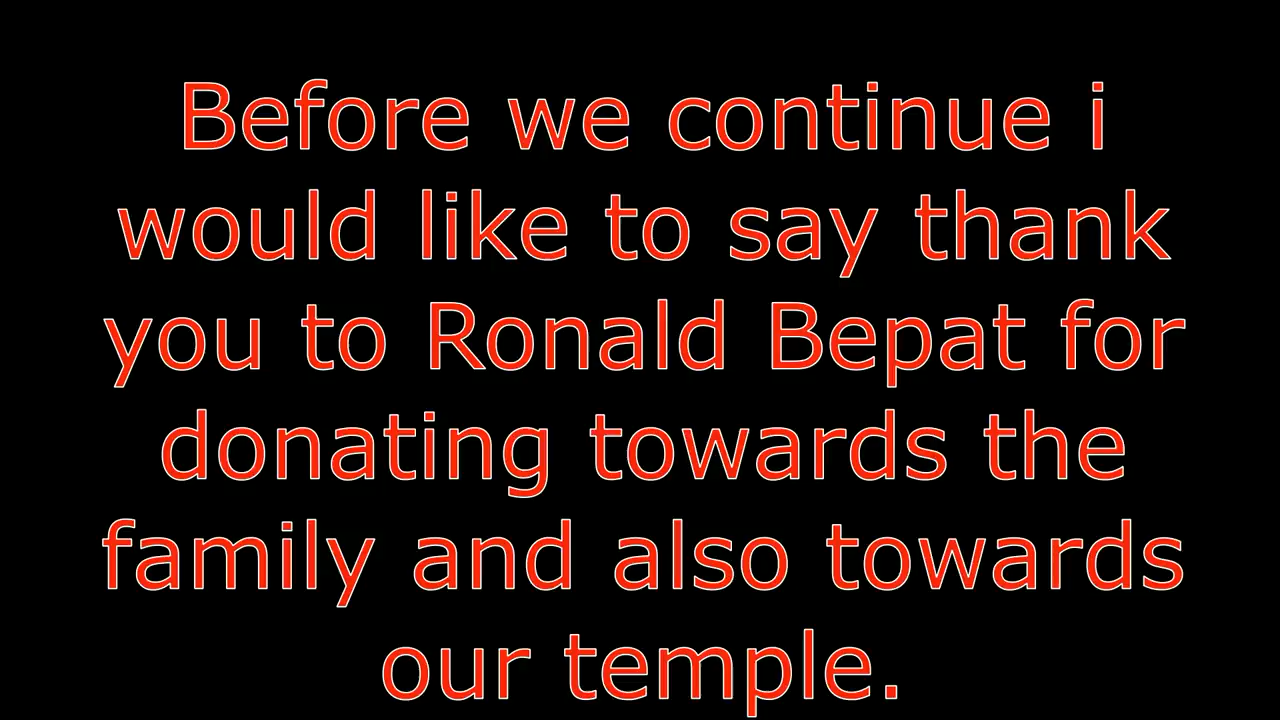 Before we continue i
would like to say thank
you to Ronald Bepat for
donating towards the
family and also towards
our temple.